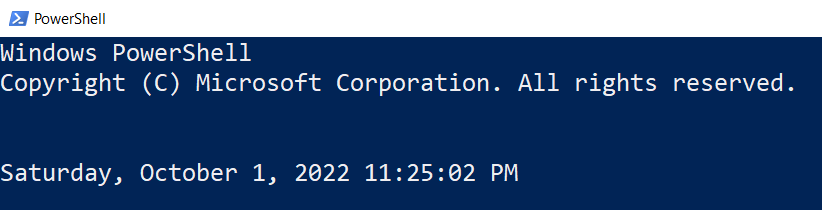 PowerShell
Windows PowerShell
Copyright (C) Microsoft Corporation. All rights reserved.
Saturday, October 1, 2022 11:25:02 PM